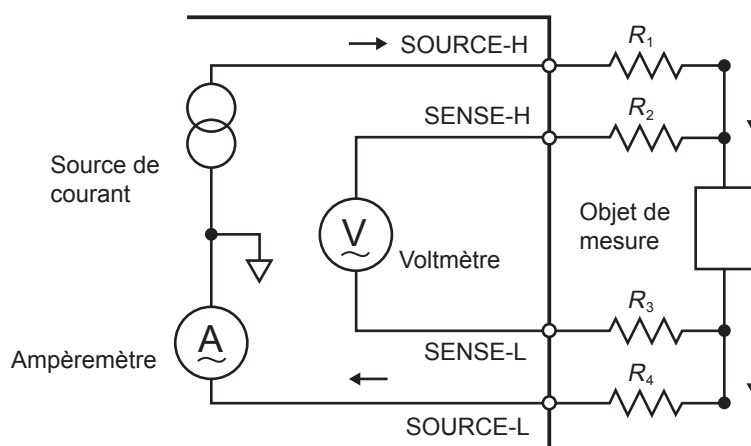 SOURCE-H
R1
SENSE-H
R2
Source de
courant
V
Voltmètre
Objet de
mesure
A
Ampèremètre
R3
SENSE-L
R4
SOURCE-L